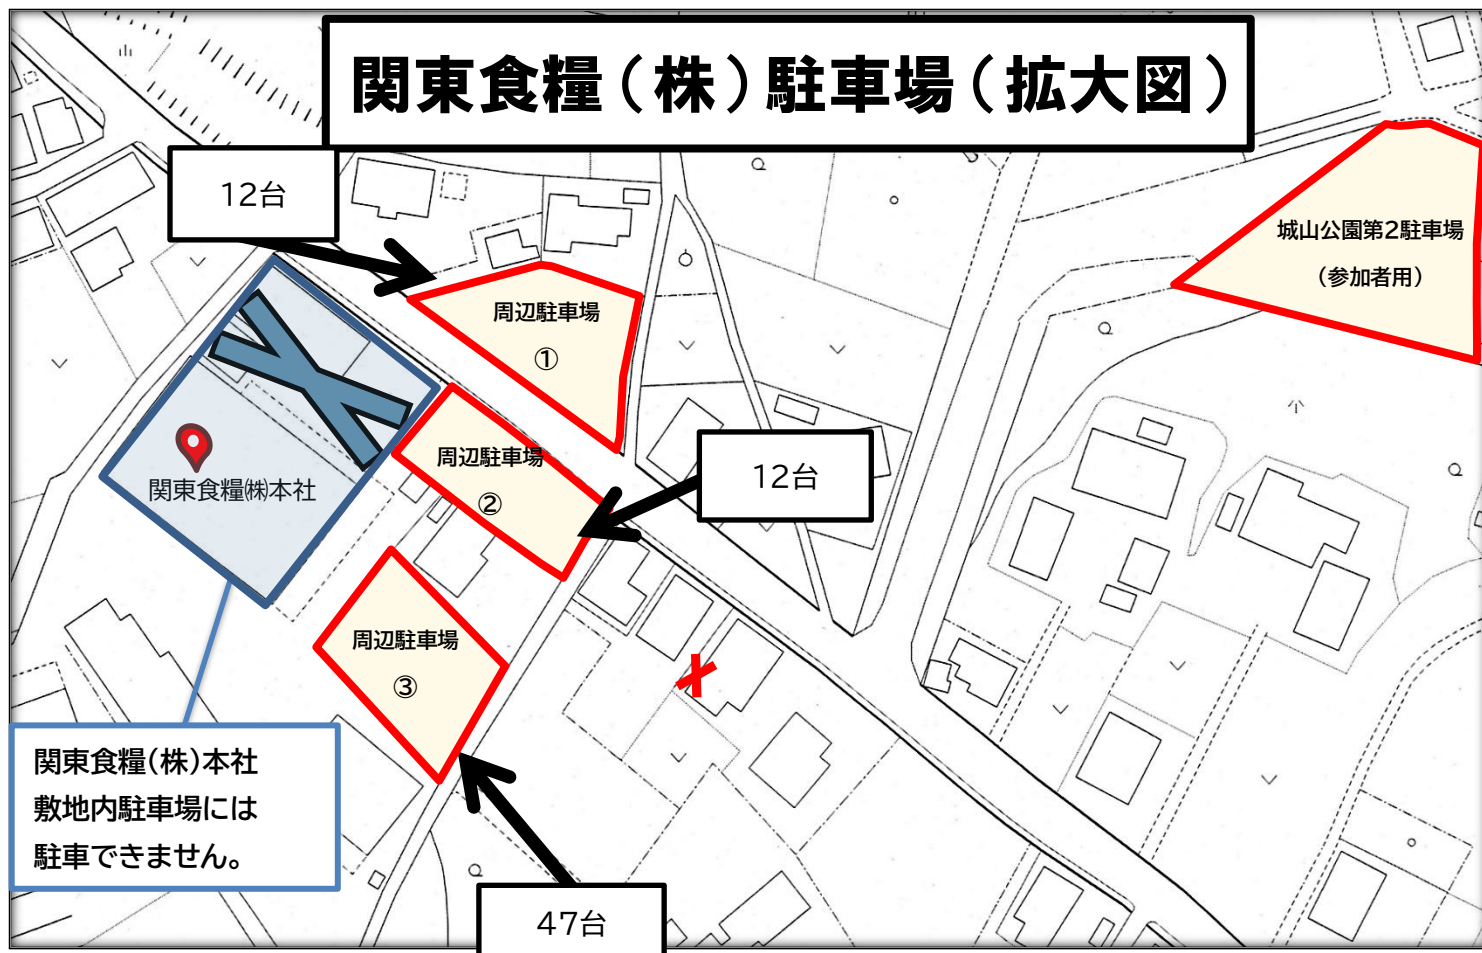 関東食糧（株）駐車場（拡大図）
12台
城山公園第2駐車場
（参加者用）
周辺駐車場
①
周辺駐車場
②
12台
関東食糧㈱本社
周辺駐車場
③
関東食糧(株)本社
敷地内駐車場には
駐車できません。
47台